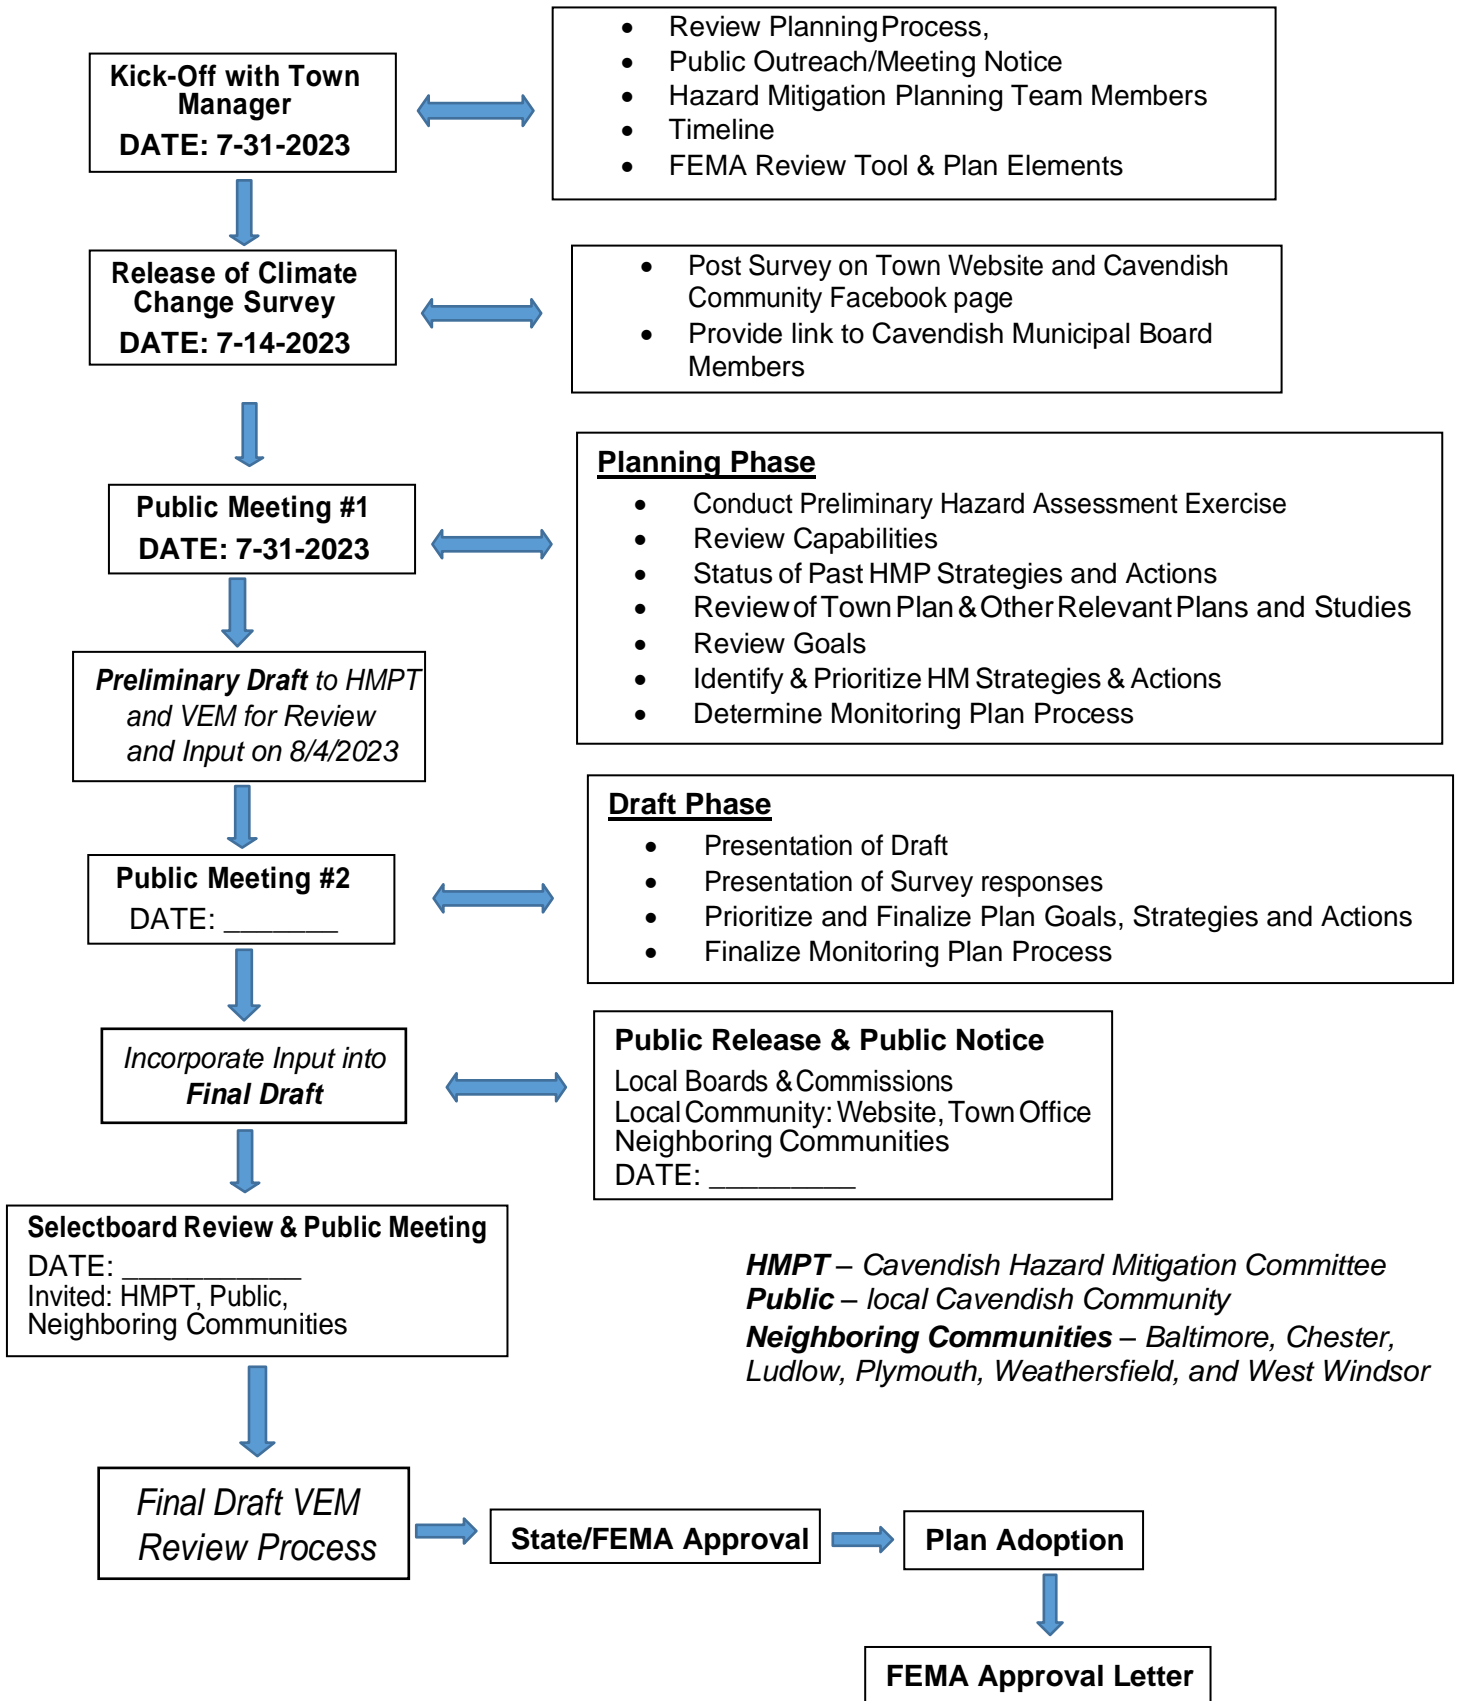 Kick-Off with Town
Manager
DATE: 7-31-2023
• Review Planning Process,
• Public Outreach/Meeting Notice
• Hazard Mitigation Planning Team Members
• Timeline
• FEMA Review Tool & Plan Elements
Release of Climate
Change Survey
DATE: 7-14-2023
• Post Survey on Town Website and Cavendish
Community Facebook page
• Provide link to Cavendish Municipal Board
Members
Public Meeting #1
DATE: 7-31-2023
Planning Phase
• Conduct Preliminary Hazard Assessment Exercise
• Review Capabilities
• Status of Past HMP Strategies and Actions
• Review of Town Plan & Other Relevant Plans and Studies
• Review Goals
• Identify & Prioritize HM Strategies & Actions
• Determine Monitoring Plan Process
Preliminary Draft to HMPT
and VEM for Review
and Input on 8/4/2023
Public Meeting #2
DATE: _______
Draft Phase
• Presentation of Draft
• Presentation of Survey responses
• Prioritize and Finalize Plan Goals, Strategies and Actions
• Finalize Monitoring Plan Process
Incorporate Input into
Final Draft
Public Release & Public Notice
Local Boards & Commissions
Local Community: Website, Town Office
Neighboring Communities
DATE: _________
Selectboard Review & Public Meeting
DATE: ___________
Invited: HMPT, Public,
Neighboring Communities
HMPT – Cavendish Hazard Mitigation Committee
Public – local Cavendish Community
Neighboring Communities – Baltimore, Chester,
Ludlow, Plymouth, Weathersfield, and West Windsor
Final Draft VEM
Review Process
State/FEMA Approval
Plan Adoption
FEMA Approval Letter